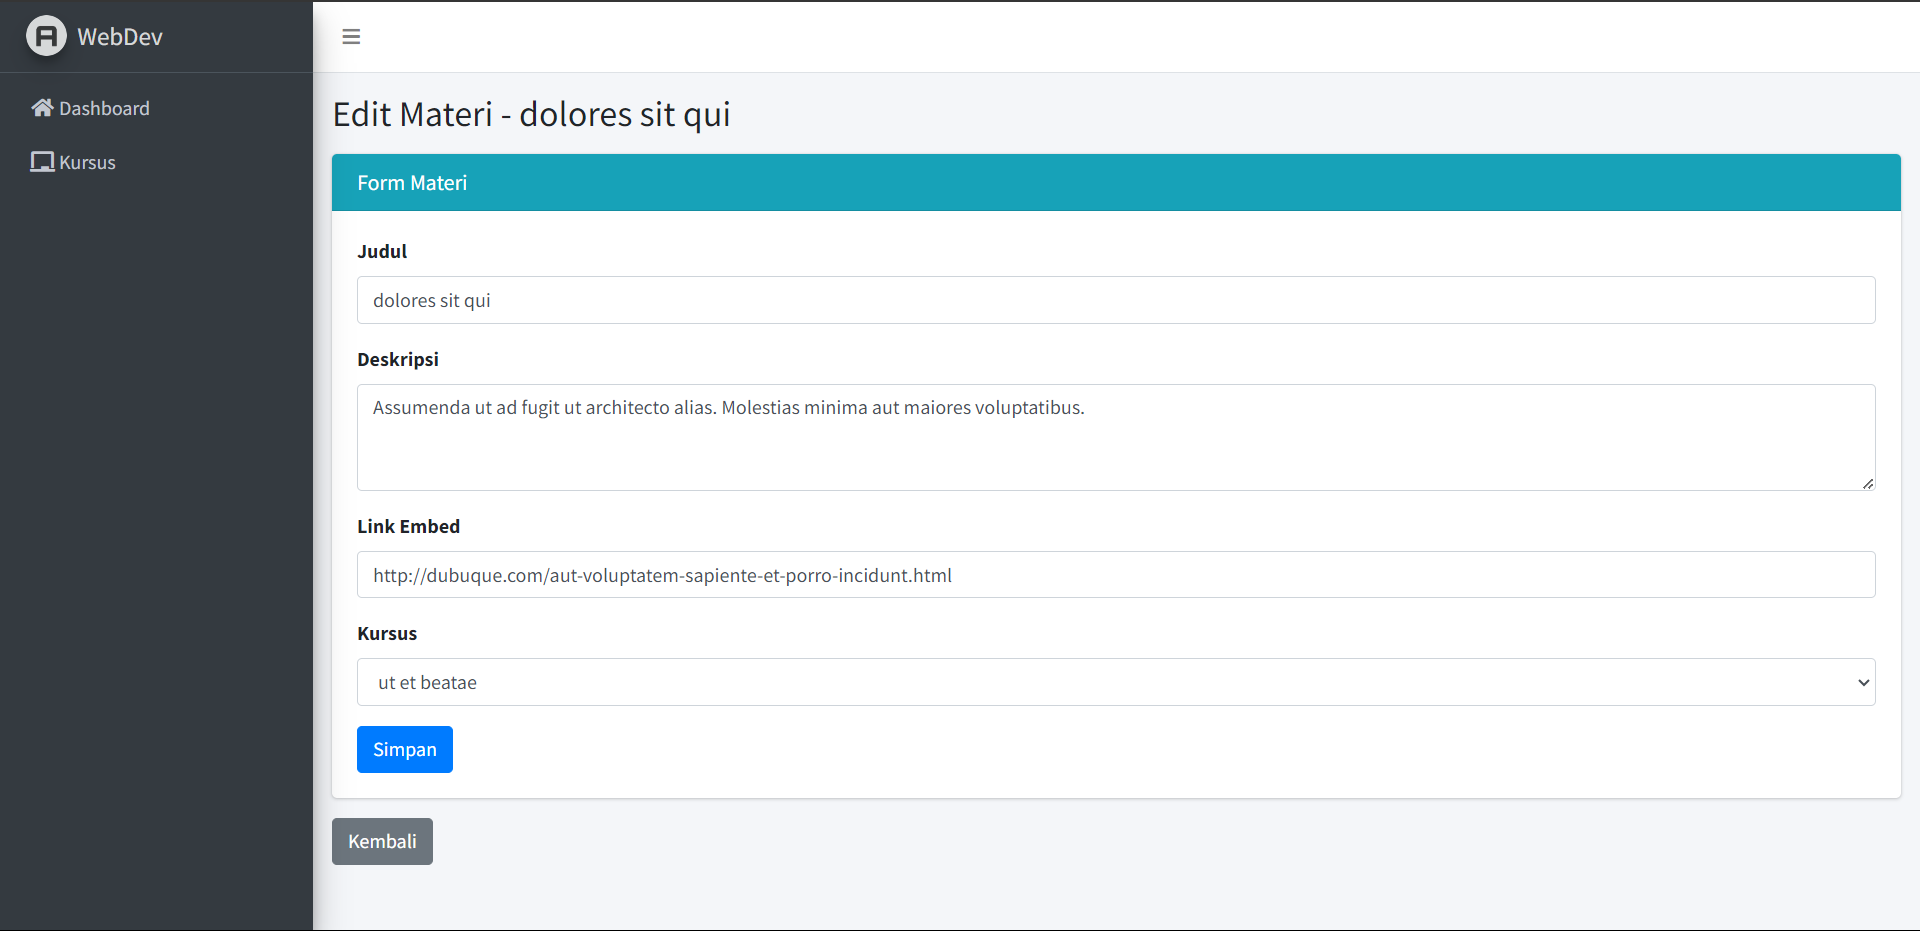 WebDev
Dashboard
Kursus
Edit Materi - dolores sit qui
Form Materi
Judul
dolores sit qui
Deskripsi
Assumenda ut ad fugit ut architecto alias. Molestias minima aut maiores voluptatibus.
Link Embed
http://dubuque.com/aut-voluptatem-sapiente-et-porro-incidunt.html
Kursus
ut et beatae
Simpan
Kembali